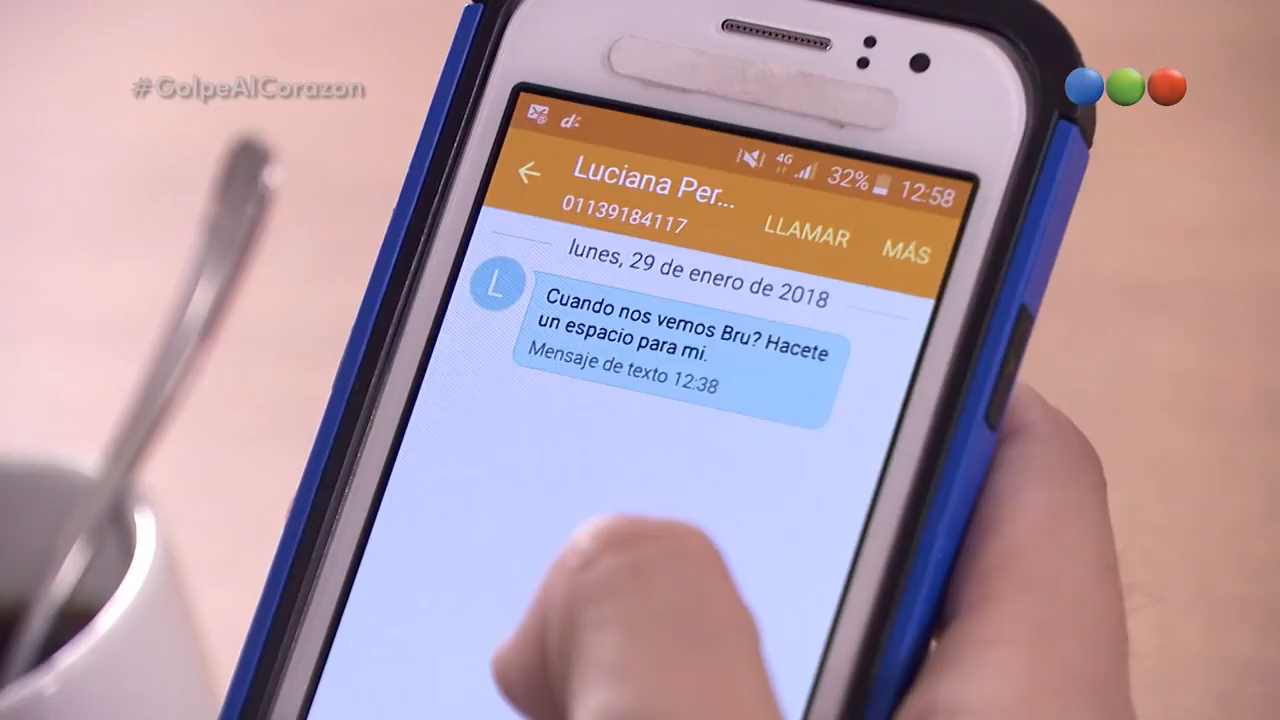 #GolpeAlCorazon
4G 32% 12:58
Luciana Per...
01139184117
LLAMAR
MÁS
lunes, 29 de enero de 2018
L
Cuando nos vemos Bru? Hacete
un espacio para mi.
Mensaje de texto 12:38